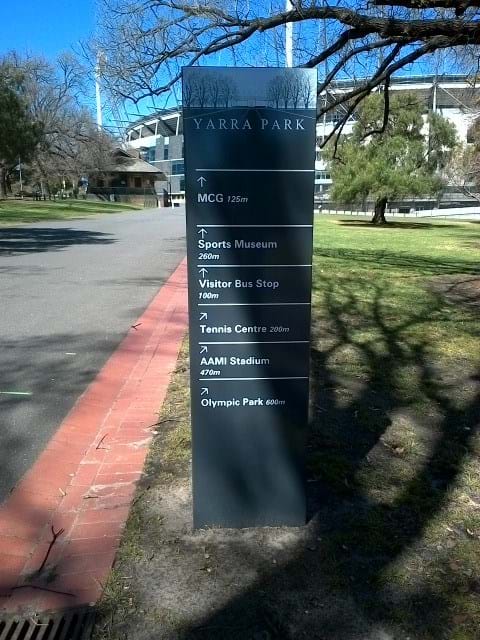 YARRA PARK
MCG 125m
Sports Museum
260m
Visitor Bus Stop
100m
Tennis Centre 200m
AAMI Stadium
470m
Olympic Park 600m